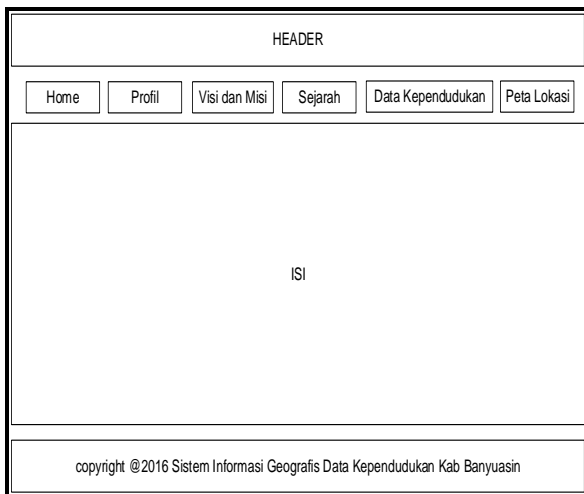 HEADER
Home Profil Visi dan Misi Sejarah Data Kependudukan Peta Lokasi
ISI
copyright @2016 Sistem Informasi Geografis Data Kependudukan Kab Banyuasin